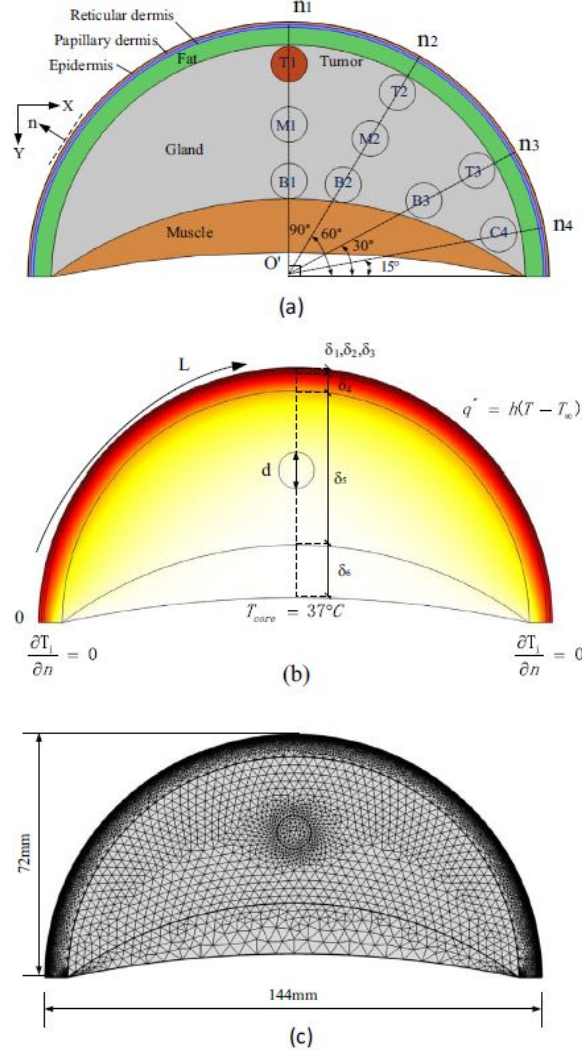 n1
Reticular dermis
Papillary dermis
Epidermis
Fat
T1
Tumor
n2
T2
X
n
Y
M1
M2
n3
Gland
T3
B1
B2
B3
n4
C4
Muscle
90°
60°
30°
15°
O'
(a)
L
δ1,δ2,δ3
δ4
q" = h(T − T∞)
d
δ5
δ6
0
Tcore = 37°C
∂Ti/∂n = 0
∂Ti/∂n = 0
(b)
72mm
144mm
(c)